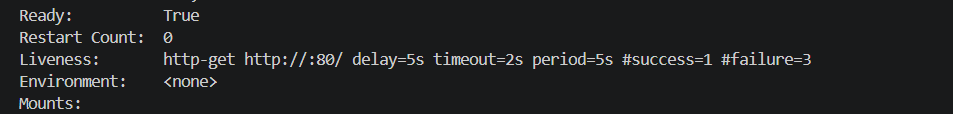 Ready: True
Restart Count: 0
Liveness: http-get http://:80/ delay=5s timeout=2s period=5s #success=1 #failure=3
Environment: <none>
Mounts: